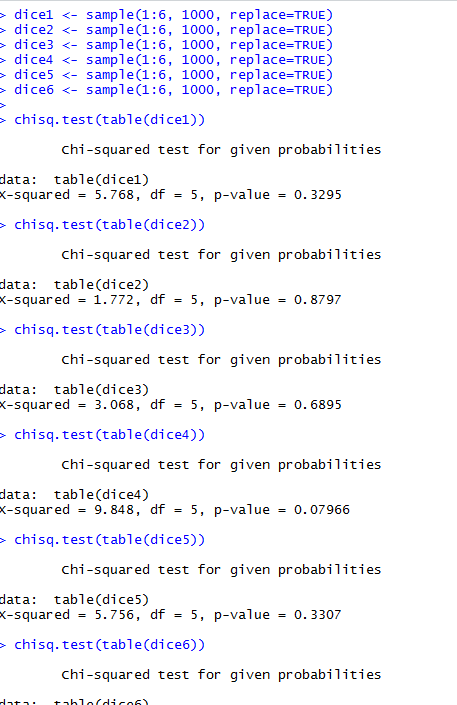 > dice1 <- sample(1:6, 1000, replace=TRUE)
> dice2 <- sample(1:6, 1000, replace=TRUE)
> dice3 <- sample(1:6, 1000, replace=TRUE)
> dice4 <- sample(1:6, 1000, replace=TRUE)
> dice5 <- sample(1:6, 1000, replace=TRUE)
> dice6 <- sample(1:6, 1000, replace=TRUE)
>
> chisq.test(table(dice1))
Chi-squared test for given probabilities
data: table(dice1)
X-squared = 5.768, df = 5, p-value = 0.3295
> chisq.test(table(dice2))
Chi-squared test for given probabilities
data: table(dice2)
X-squared = 1.772, df = 5, p-value = 0.8797
> chisq.test(table(dice3))
Chi-squared test for given probabilities
data: table(dice3)
X-squared = 3.068, df = 5, p-value = 0.6895
> chisq.test(table(dice4))
Chi-squared test for given probabilities
data: table(dice4)
X-squared = 9.848, df = 5, p-value = 0.07966
> chisq.test(table(dice5))
Chi-squared test for given probabilities
data: table(dice5)
X-squared = 5.756, df = 5, p-value = 0.3307
> chisq.test(table(dice6))
Chi-squared test for given probabilities
data: table(dice6)